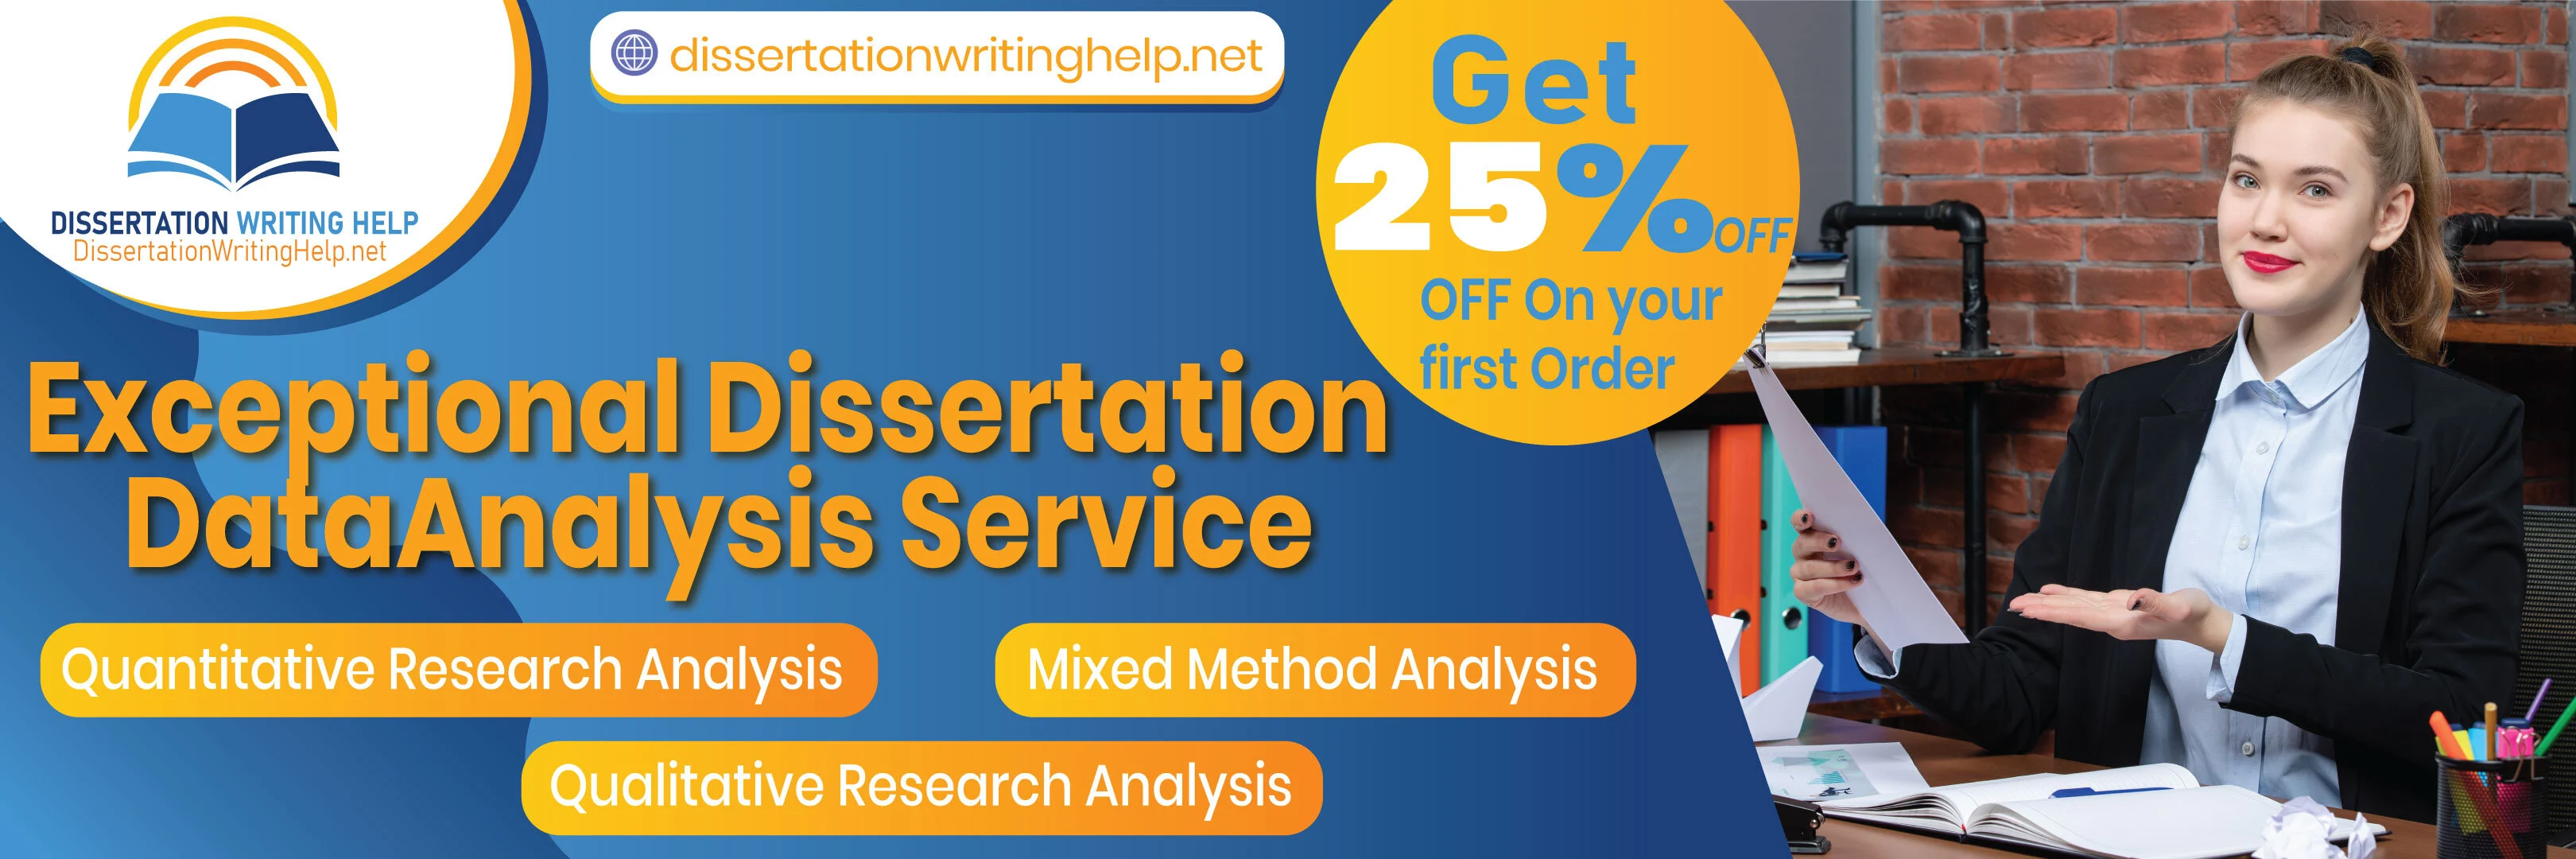 DISSERTATION WRITING HELP
DissertationWritingHelp.net
dissertationwritinghelp.net
Get
25%OFF
OFF On your
first Order
Exceptional Dissertation
DataAnalysis Service
Quantitative Research Analysis
Mixed Method Analysis
Qualitative Research Analysis